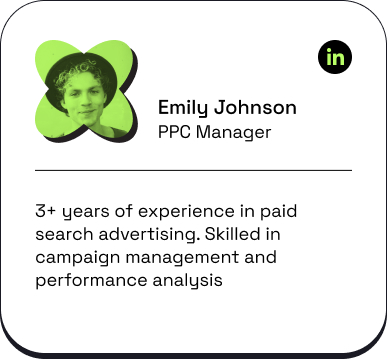 in
Emily Johnson
PPC Manager
3+ years of experience in paid
search advertising. Skilled in
campaign management and
performance analysis